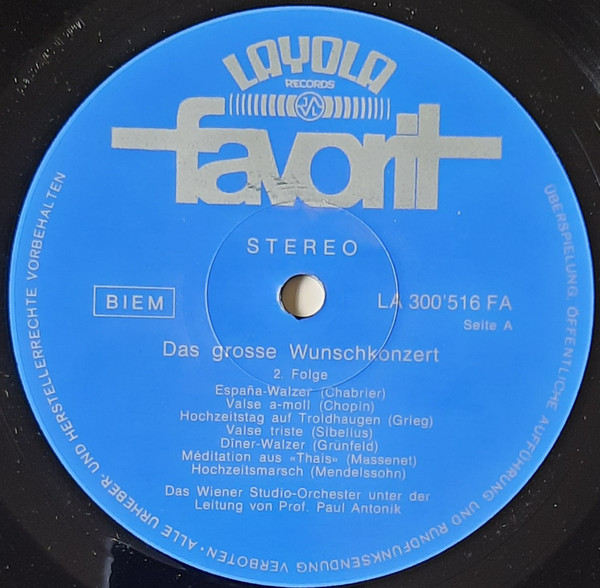 LAYOLA
RECORDS
favorit
STEREO
BIEM
LA 300'516 FA
Seite A
Das grosse Wunschkonzert
2. Folge
España-Walzer (Chabrier)
Valse a-moll (Chopin)
Hochzeitstag auf Troldhaugen (Grieg)
Valse triste (Sibelius)
Dîner-Walzer (Grünfeld)
Méditation aus «Thais» (Massenet)
Hochzeitsmarsch (Mendelssohn)
Das Wiener Studio-Orchester unter der
Leitung von Prof. Paul Antonik
ALLE URHEBER UND HERSTELLERRECHTE VORBEHALTEN
ÜBERSPIELUNG, ÖFFENTLICHE AUFFÜHRUNG UND RUNDFUNKSENDUNG VERBOTEN •